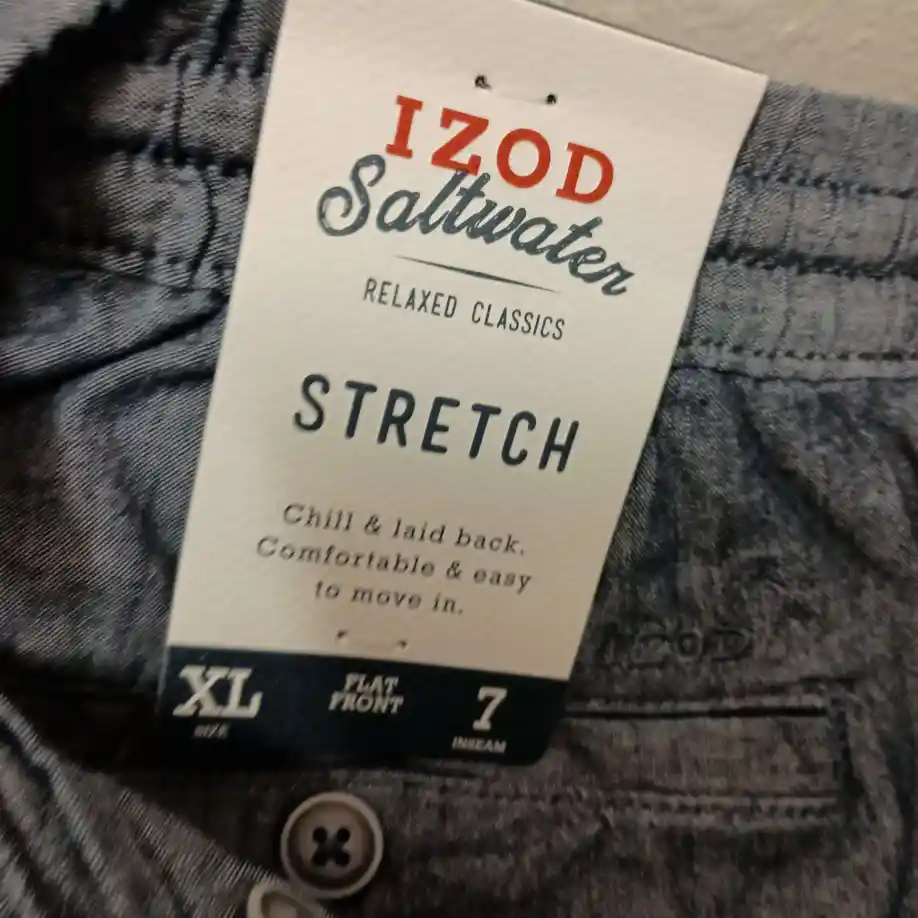 IZOD
Saltwater
RELAXED CLASSICS
STRETCH
Chill & laid back.
Comfortable & easy
to move in.
XL
SIZE
FLAT
FRONT
7
INSEAM
IZOD